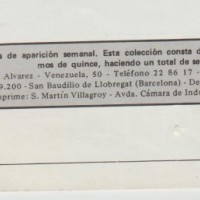 s de aparición semanal. Esta colección consta d
mos de quince, haciendo un total de se
Alvarez - Venezuela, 50 - Teléfono 22 86 17 -
9.200 - San Baudilio de Llobregat (Barcelona) - De
prime: S. Martín Villagroy - Avda. Cámara de Indu